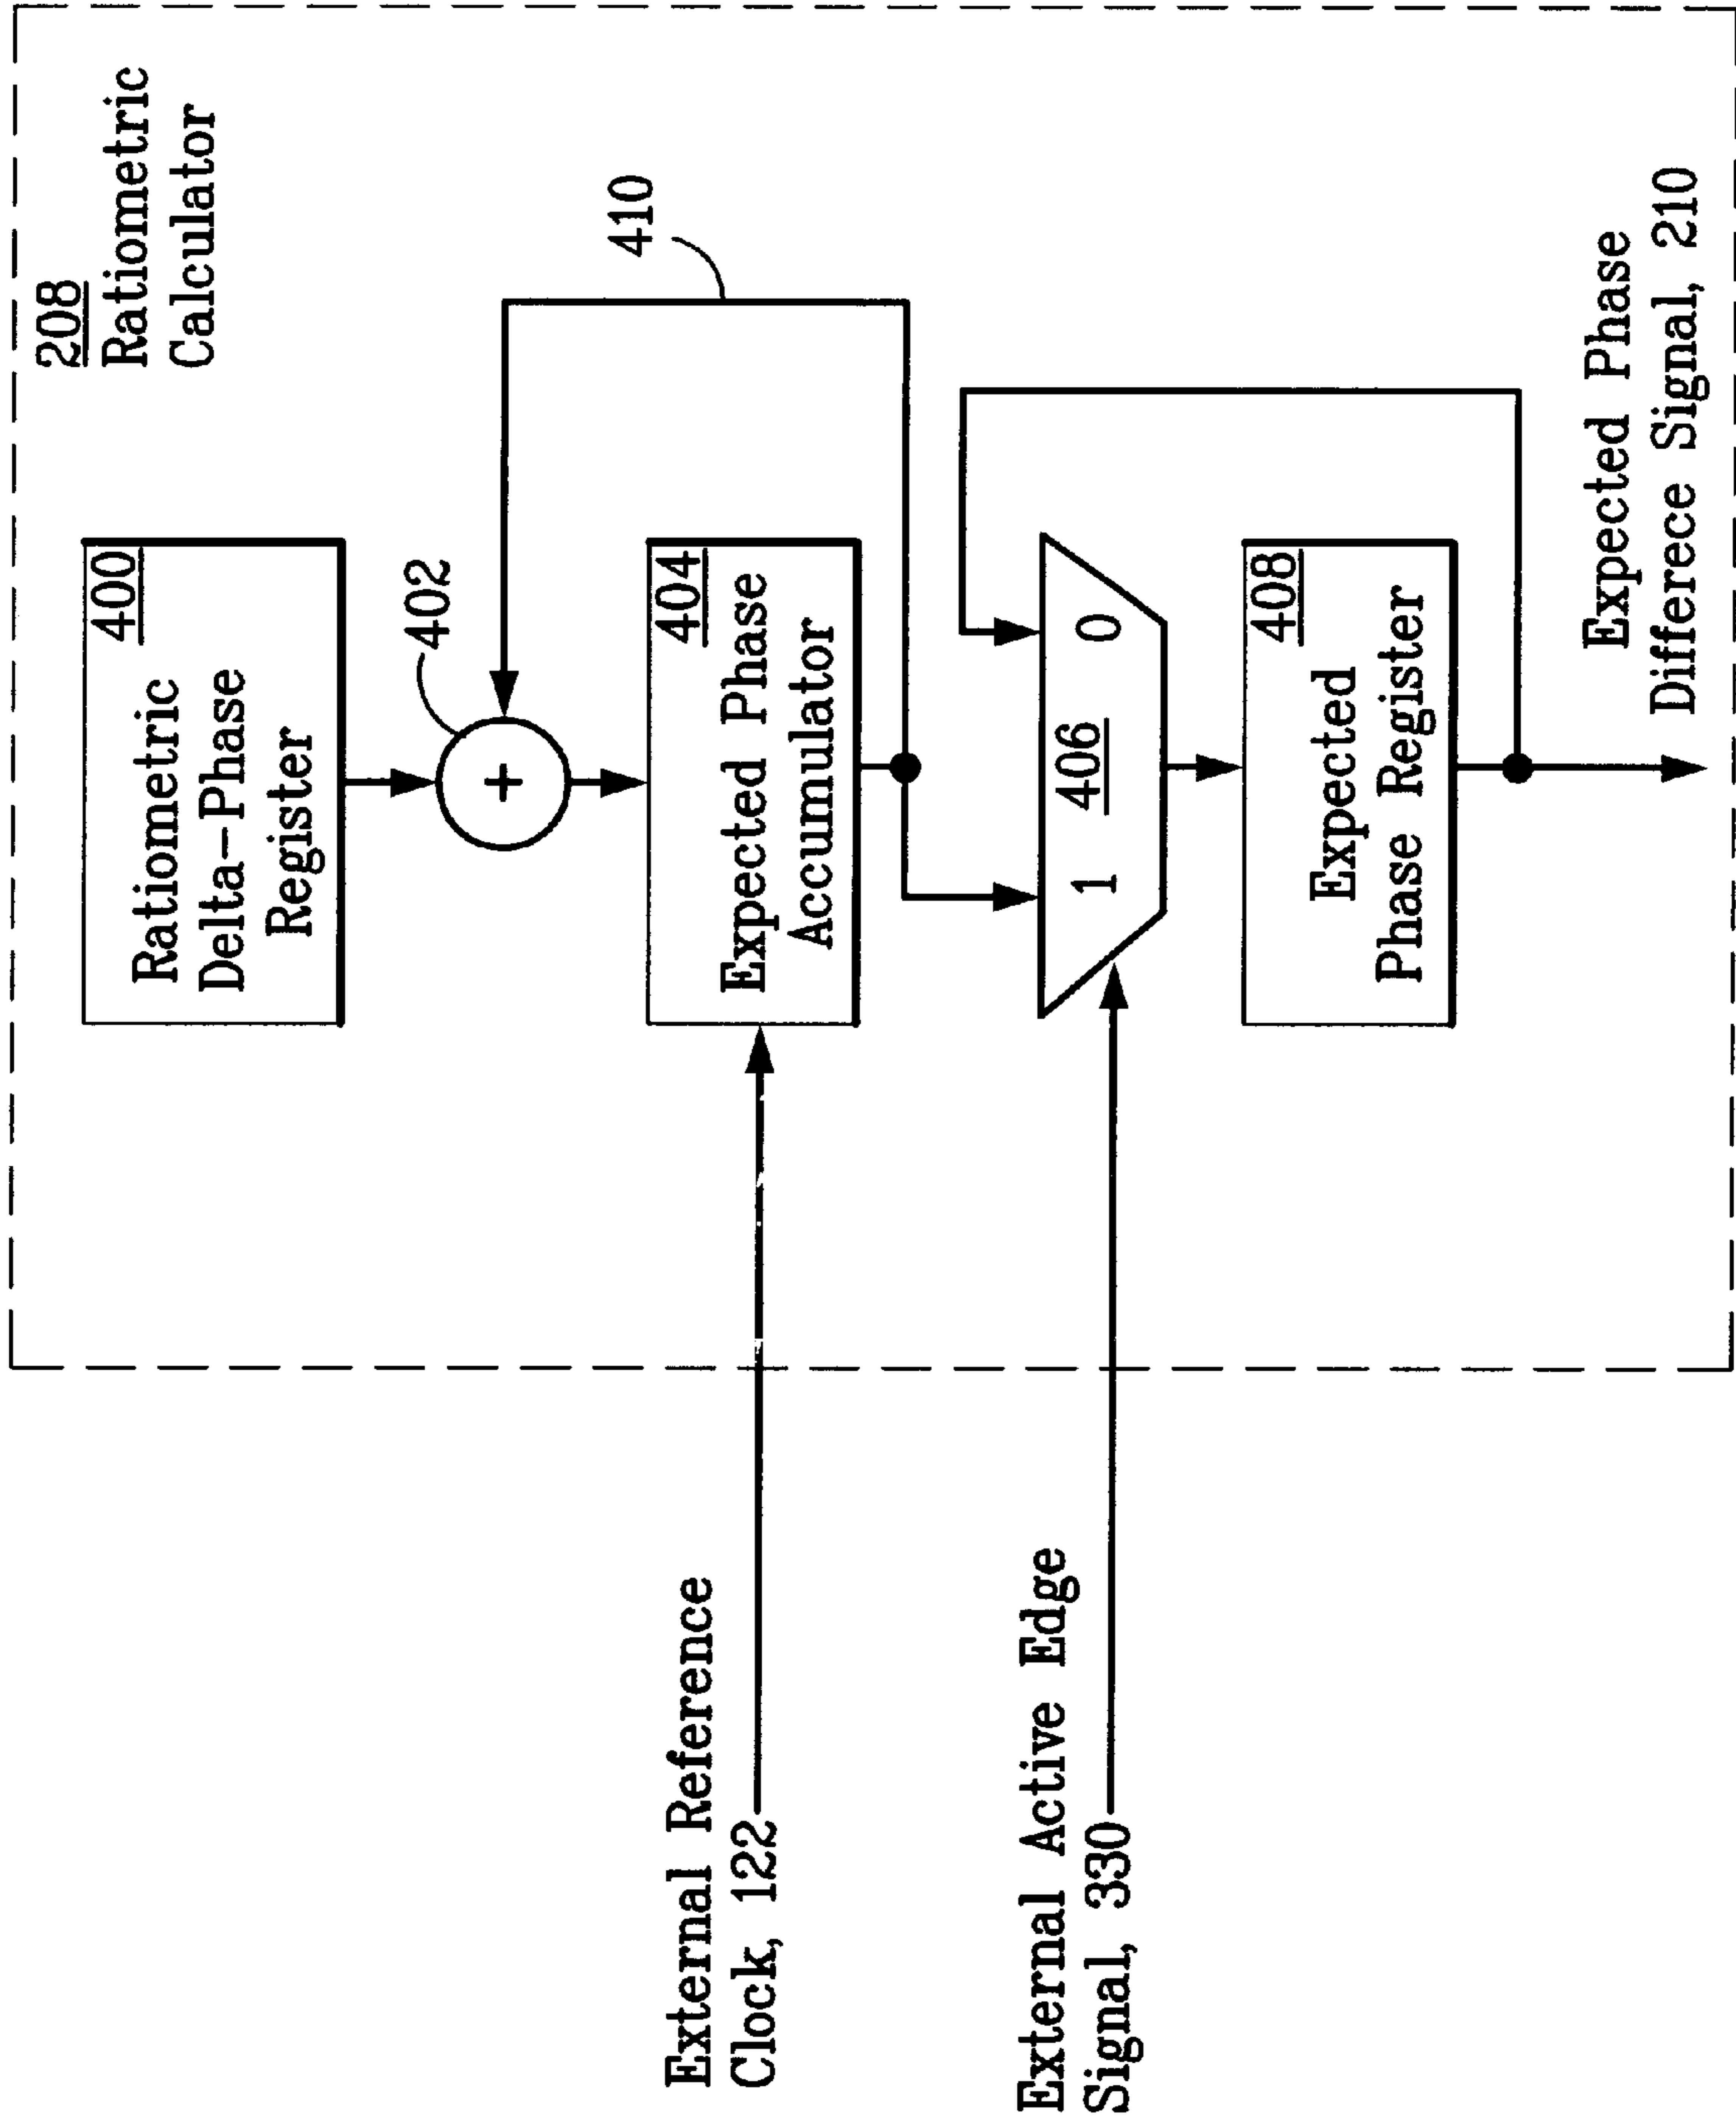 208
Ratiometric
Calculator
400
Ratiometric
Delta-Phase
Register
402
+
410
External Reference
Clock, 122
404
Expected Phase
Accumulator
External Active Edge
Signal, 330
1 406 0
408
Expected
Phase Register
Expected Phase
Differece Signal, 210